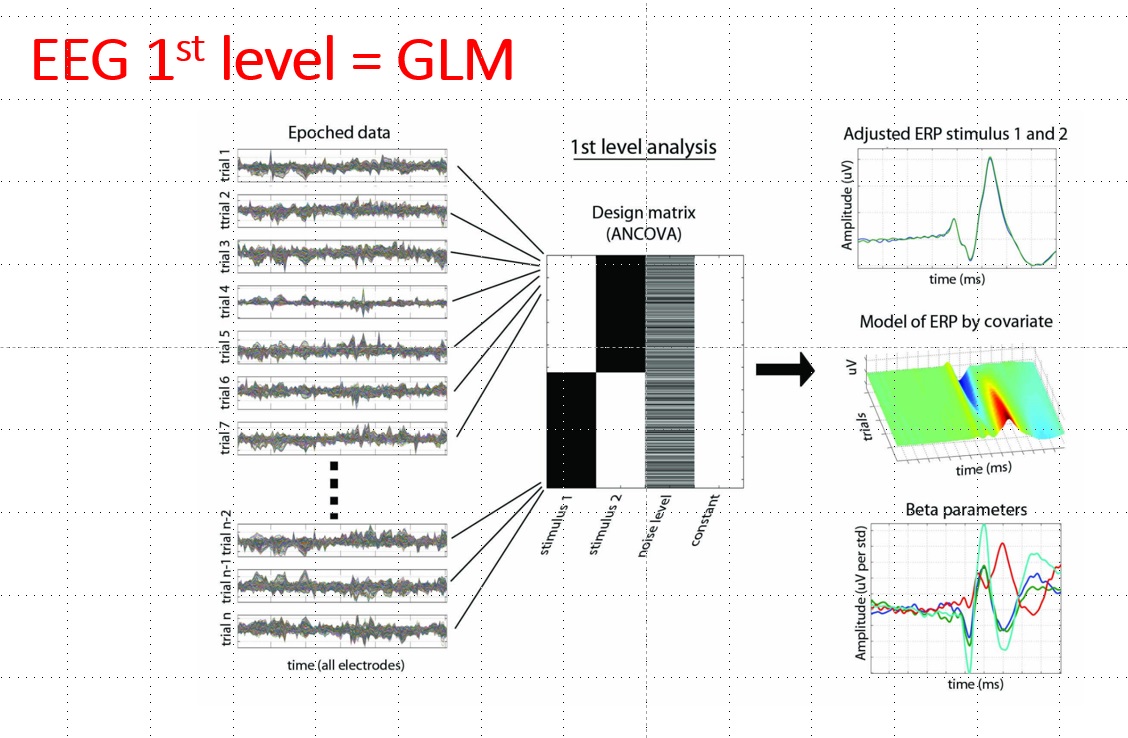 EEG 1st level = GLM
Epoched data
trial 1
trial 2
trial 3
trial 4
trial 5
trial 6
trial 7
trial n-2
trial n-1
trial n
time (all electrodes)
1st level analysis
Design matrix
(ANCOVA)
stimulus 1
stimulus 2
noise level
constant
Adjusted ERP stimulus 1 and 2
Amplitude (uV)
time (ms)
Model of ERP by covariate
uV
trials
time (ms)
Beta parameters
Amplitude (uV per std)
time (ms)